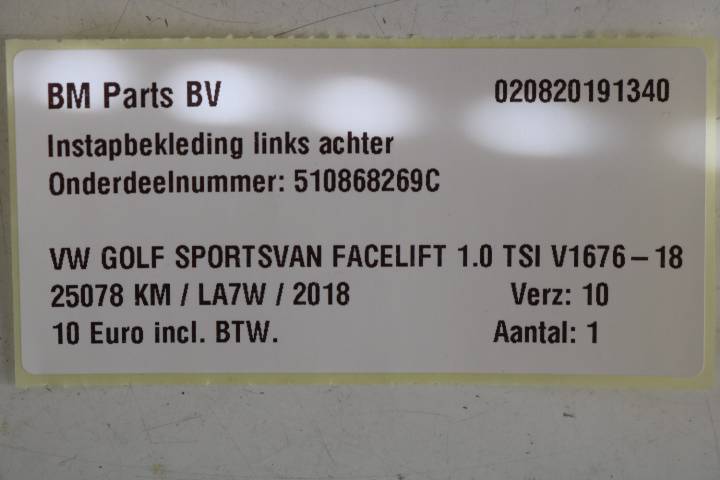 BM Parts BV 020820191340
Instapbekleding links achter
Onderdeelnummer: 510868269C
VW GOLF SPORTSVAN FACELIFT 1.0 TSI V1676-18
25078 KM / LA7W / 2018 Verz: 10
10 Euro incl. BTW. Aantal: 1